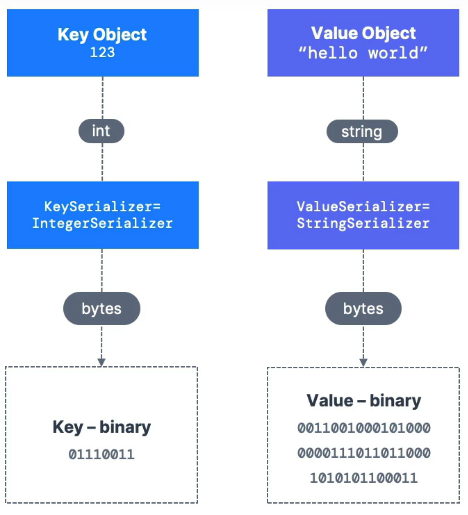 Key Object
123
int
KeySerializer=
IntegerSerializer
bytes
Key – binary
01110011
Value Object
“hello world”
string
ValueSerializer=
StringSerializer
bytes
Value – binary
0011001000101000
0000111011011000
1010101100011